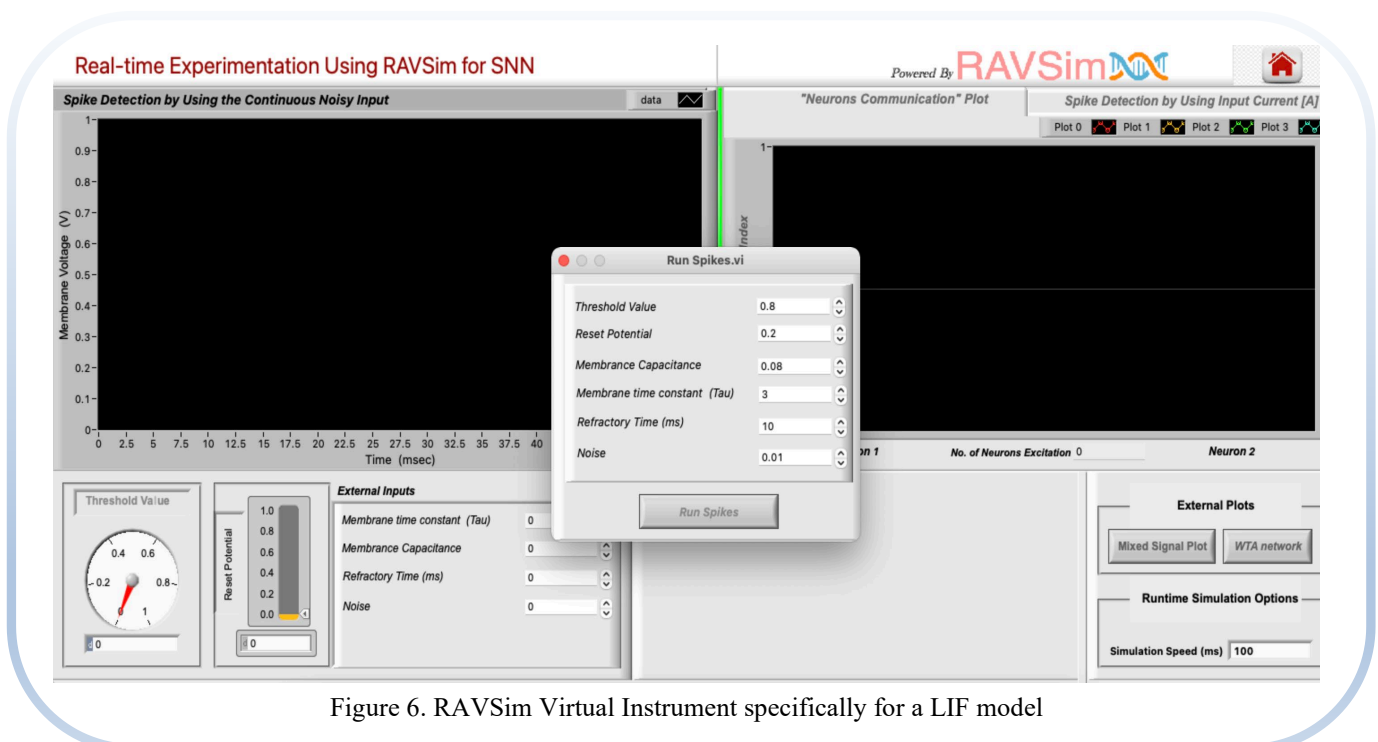 Real-time Experimentation Using RAVSim for SNN
Powered By RAVSim
Spike Detection by Using the Continuous Noisy Input
data
"Neurons Communication" Plot
Spike Detection by Using Input Current [A]
Plot 0 Plot 1 Plot 2 Plot 3
Membrane Voltage (V)
1
0.9
0.8
0.7
0.6
0.5
0.4
0.3
0.2
0.1
0
0 2.5 5 7.5 10 12.5 15 17.5 20 22.5 25 27.5 30 32.5 35 37.5 40
Time (msec)
1
Index
Run Spikes.vi
Threshold Value 0.8
Reset Potential 0.2
Membrance Capacitance 0.08
Membrane time constant (Tau) 3
Refractory Time (ms) 10
Noise 0.01
Run Spikes
1
No. of Neurons Excitation 0
Neuron 2
Threshold Value
0.4 0.6
0.2 0.8
0 1
0
Reset Potential
1.0
0.8
0.6
0.4
0.2
0.0
0
External Inputs
Membrane time constant (Tau) 0
Membrance Capacitance 0
Refractory Time (ms) 0
Noise 0
External Plots
Mixed Signal Plot WTA network
Runtime Simulation Options
Simulation Speed (ms) 100
Figure 6. RAVSim Virtual Instrument specifically for a LIF model